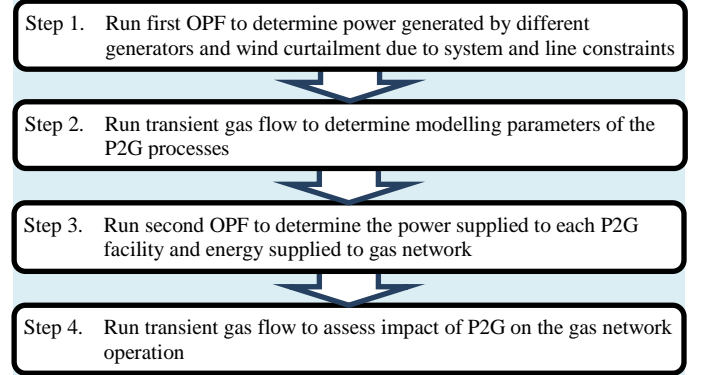 Step 1. Run first OPF to determine power generated by different
generators and wind curtailment due to system and line constraints
Step 2. Run transient gas flow to determine modelling parameters of the
P2G processes
Step 3. Run second OPF to determine the power supplied to each P2G
facility and energy supplied to gas network
Step 4. Run transient gas flow to assess impact of P2G on the gas network
operation